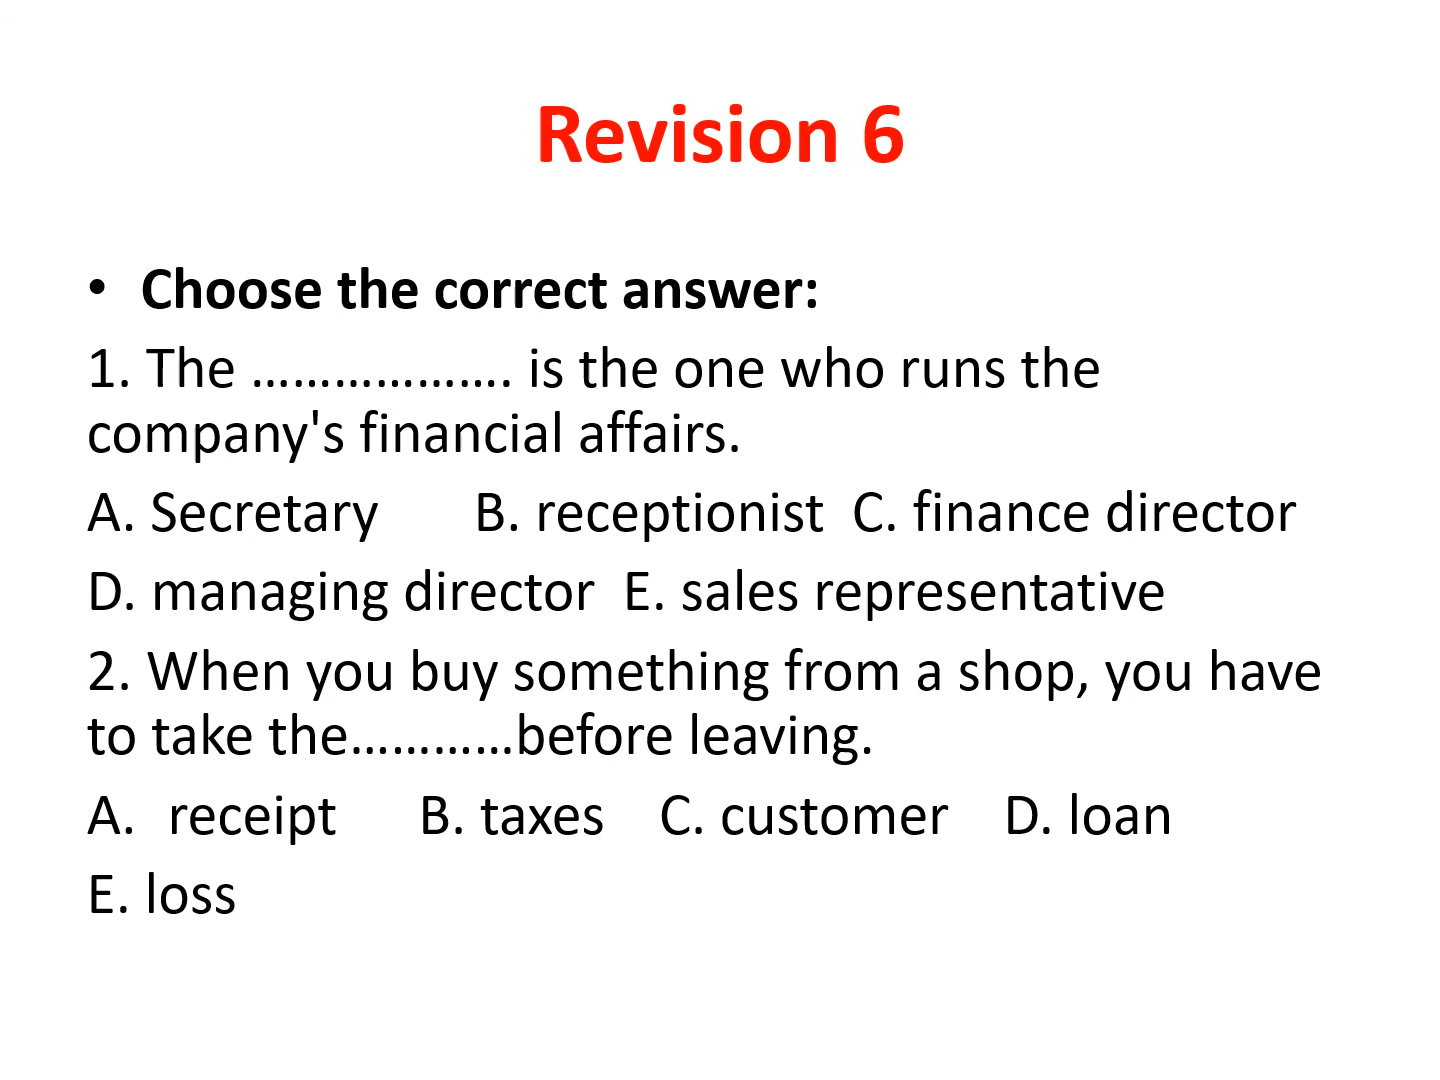 Revision 6
• Choose the correct answer:
1. The ………………. is the one who runs the
company's financial affairs.
A. Secretary B. receptionist C. finance director
D. managing director E. sales representative
2. When you buy something from a shop, you have
to take the…………before leaving.
A. receipt B. taxes C. customer D. loan
E. loss